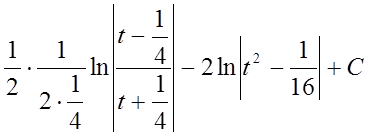 1/2 · 1/(2 · 1/4) ln|(t − 1/4)/(t + 1/4)| − 2 ln|t² − 1/16| + C